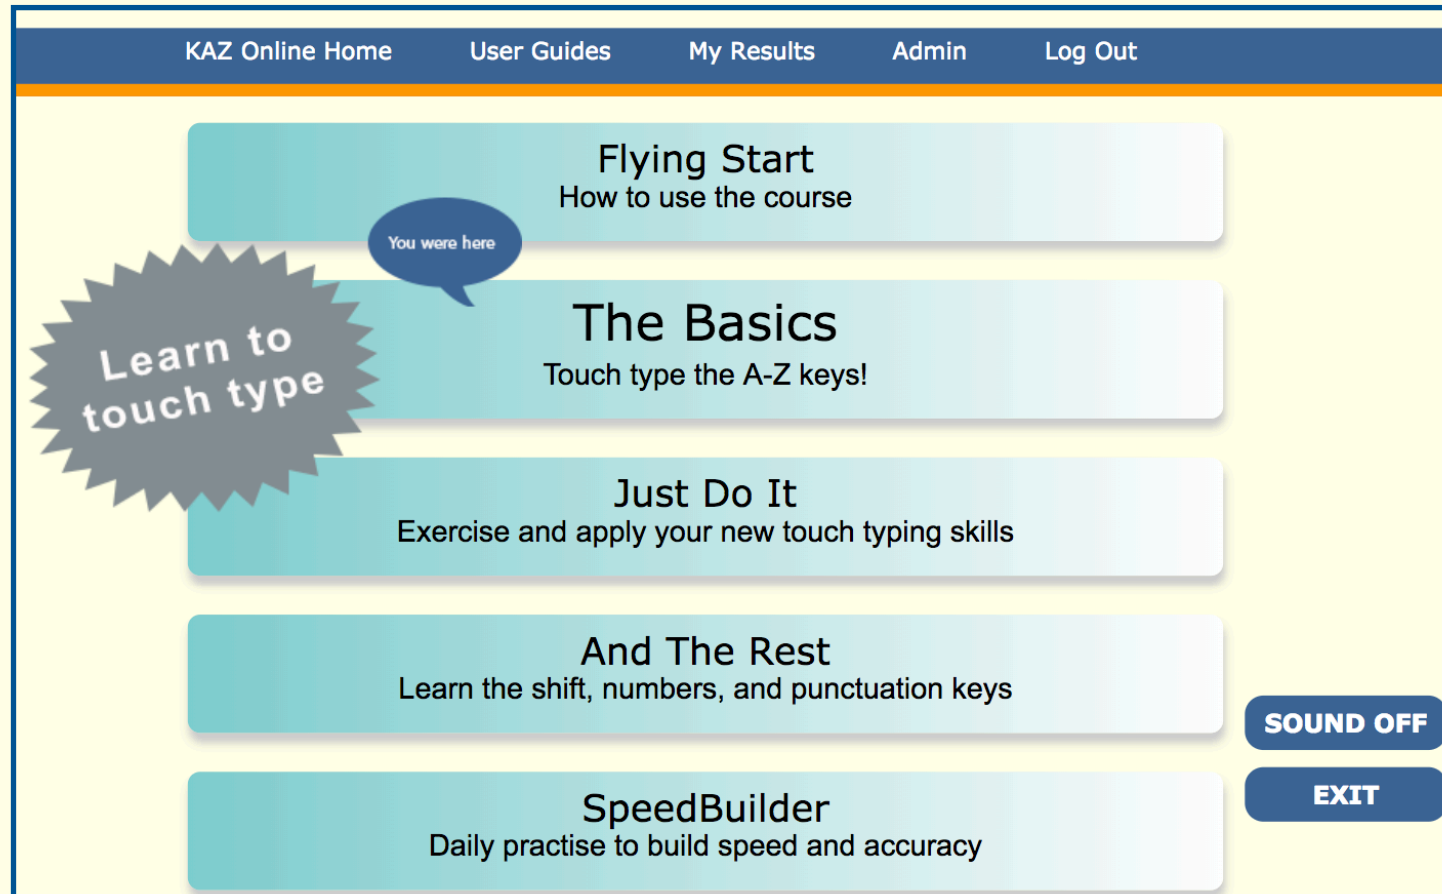 KAZ Online Home User Guides My Results Admin Log Out
Flying Start
How to use the course
You were here
Learn to
touch type
The Basics
Touch type the A-Z keys!
Just Do It
Exercise and apply your new touch typing skills
And The Rest
Learn the shift, numbers, and punctuation keys
SOUND OFF
EXIT
SpeedBuilder
Daily practise to build speed and accuracy